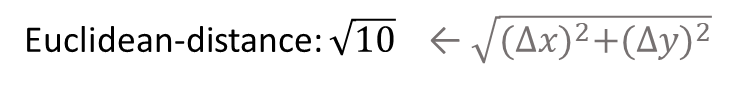 Euclidean-distance: √10 ← √(Δx)²+(Δy)²